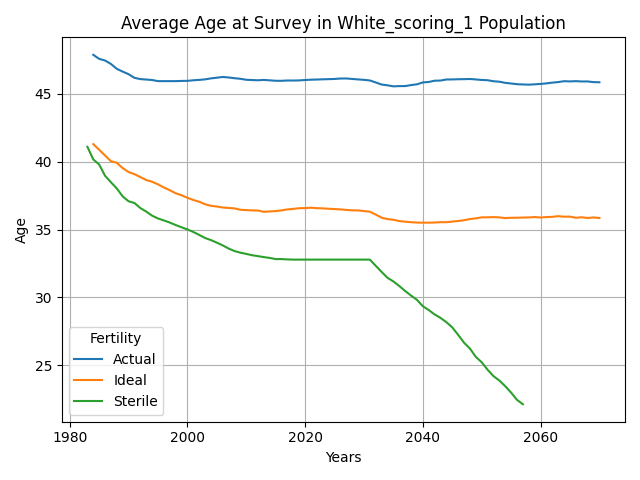 Average Age at Survey in White_scoring_1 Population
Age
45
40
35
30
25
Fertility
Actual
Ideal
Sterile
1980 2000 2020 2040 2060
Years